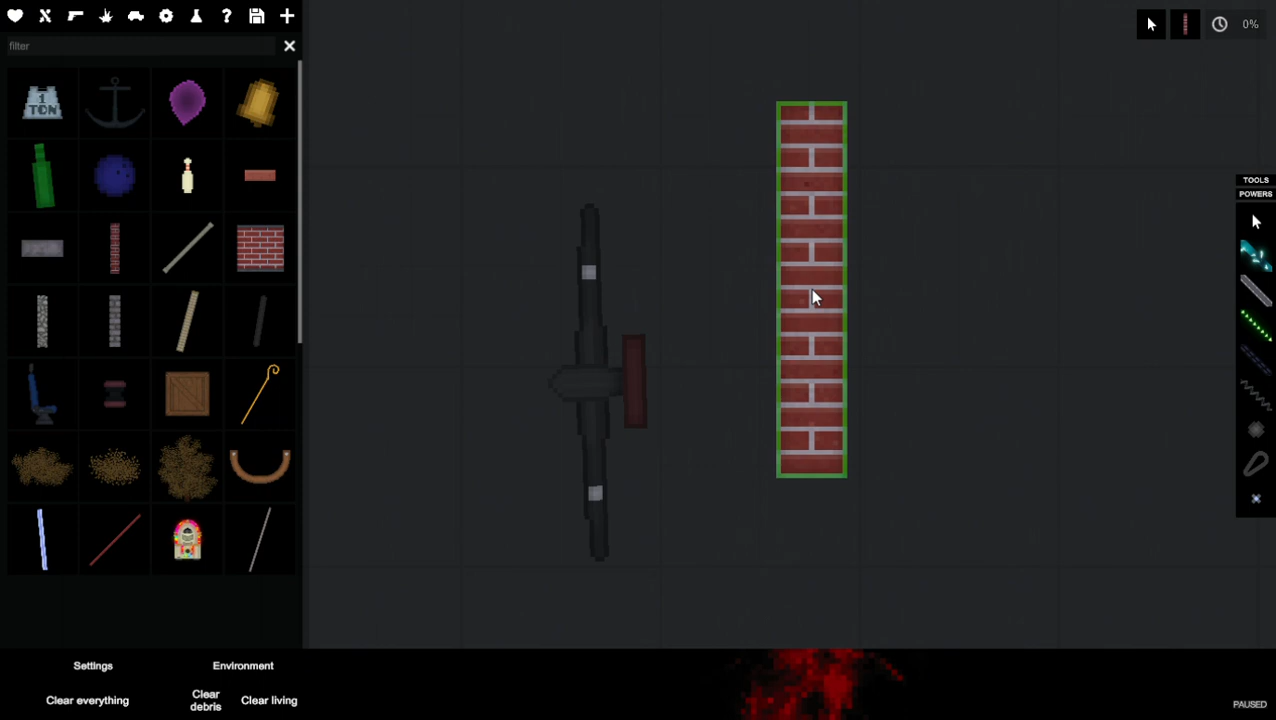 0%
filter
1
TON
TOOLS
POWERS
Settings
Environment
Clear everything
Clear
debris
Clear living
PAUSED